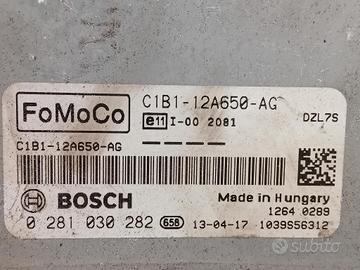 FoMoCo
C1B1-12A650-AG
e11 I-00 2081
DZL7S
C1B1-12A650-AG
BOSCH
Made in Hungary
1264 0289
0 281 030 282 658 13-04-17 1039S56312
subito